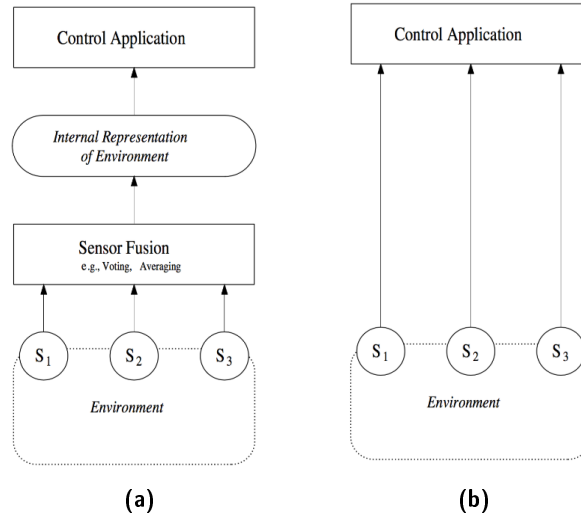 Control Application
Internal Representation
of Environment
Sensor Fusion
e.g., Voting, Averaging
S1
S2
S3
Environment
(a)
Control Application
S1
S2
S3
Environment
(b)